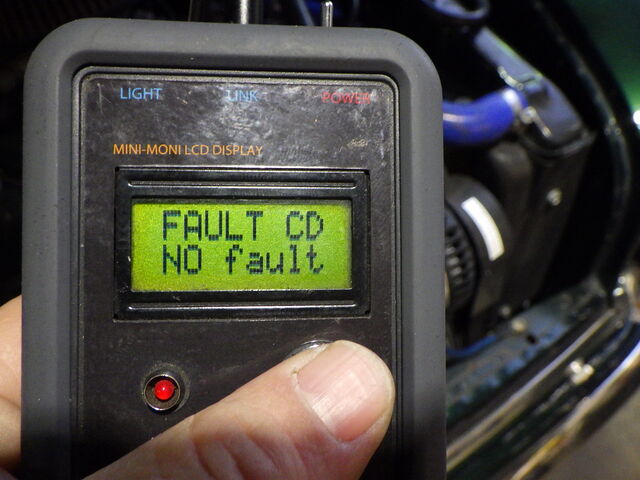 LIGHT LINK POWER
MINI-MONI LCD DISPLAY
FAULT CD
NO fault